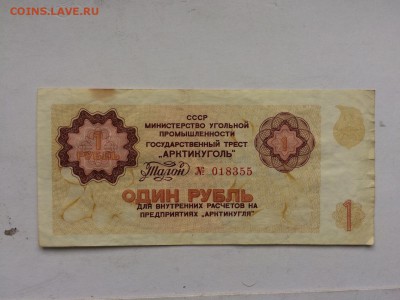 COINS.LAVE.RU
СССР
МИНИСТЕРСТВО УГОЛЬНОЙ
ПРОМЫШЛЕННОСТИ
ГОСУДАРСТВЕННЫЙ ТРЕСТ
"АРКТИКУГОЛЬ"
1
РУБЛЬ
1
Талон № 018355
ОДИН РУБЛЬ
ДЛЯ ВНУТРЕННИХ РАСЧЕТОВ НА
ПРЕДПРИЯТИЯХ "АРКТИКУГЛЯ"
1